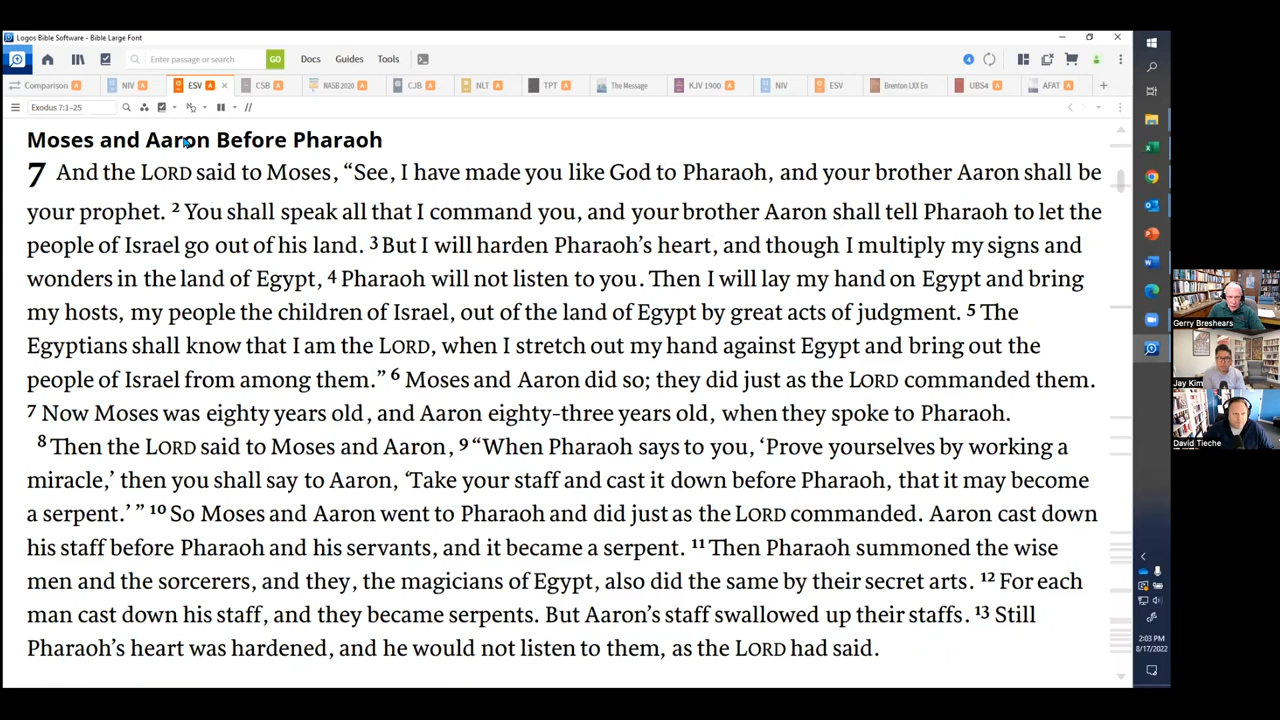 Logos Bible Software - Bible Large Font
Enter passage or search GO Docs Guides Tools 4
Comparison A NIV A ESV A CSB A NASB 2020 A CJB A NLT A TPT A The Message KJV 1900 A NIV ESV Brenton LXX En UBS4 A AFAT A
Exodus 7:1–25
Moses and Aaron Before Pharaoh
7 And the LORD said to Moses, “See, I have made you like God to Pharaoh, and your brother Aaron shall be
your prophet. 2 You shall speak all that I command you, and your brother Aaron shall tell Pharaoh to let the
people of Israel go out of his land. 3 But I will harden Pharaoh’s heart, and though I multiply my signs and
wonders in the land of Egypt, 4 Pharaoh will not listen to you. Then I will lay my hand on Egypt and bring
my hosts, my people the children of Israel, out of the land of Egypt by great acts of judgment. 5 The
Egyptians shall know that I am the LORD, when I stretch out my hand against Egypt and bring out the
people of Israel from among them.” 6 Moses and Aaron did so; they did just as the LORD commanded them.
7 Now Moses was eighty years old, and Aaron eighty-three years old, when they spoke to Pharaoh.
8 Then the LORD said to Moses and Aaron, 9 “When Pharaoh says to you, ‘Prove yourselves by working a
miracle,’ then you shall say to Aaron, ‘Take your staff and cast it down before Pharaoh, that it may become
a serpent.’ ” 10 So Moses and Aaron went to Pharaoh and did just as the LORD commanded. Aaron cast down
his staff before Pharaoh and his servants, and it became a serpent. 11 Then Pharaoh summoned the wise
men and the sorcerers, and they, the magicians of Egypt, also did the same by their secret arts. 12 For each
man cast down his staff, and they became serpents. But Aaron’s staff swallowed up their staffs. 13 Still
Pharaoh’s heart was hardened, and he would not listen to them, as the LORD had said.
Gerry Breshears
Jay Kim
David Tieche
2:03 PM
8/17/2022